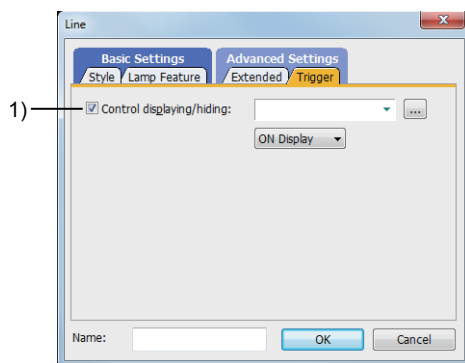 Line
Basic Settings
Advanced Settings
Style Lamp Feature Extended Trigger
1) Control displaying/hiding: ...
ON Display
Name: OK Cancel